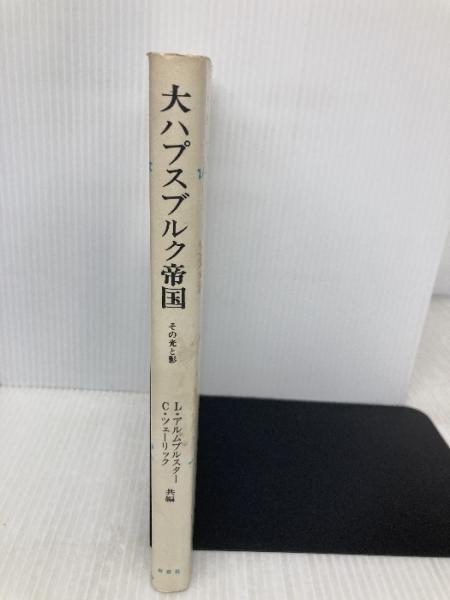 大ハプスブルク帝国
その光と影
L・アルムブルスター
C・ツェーリック
共編